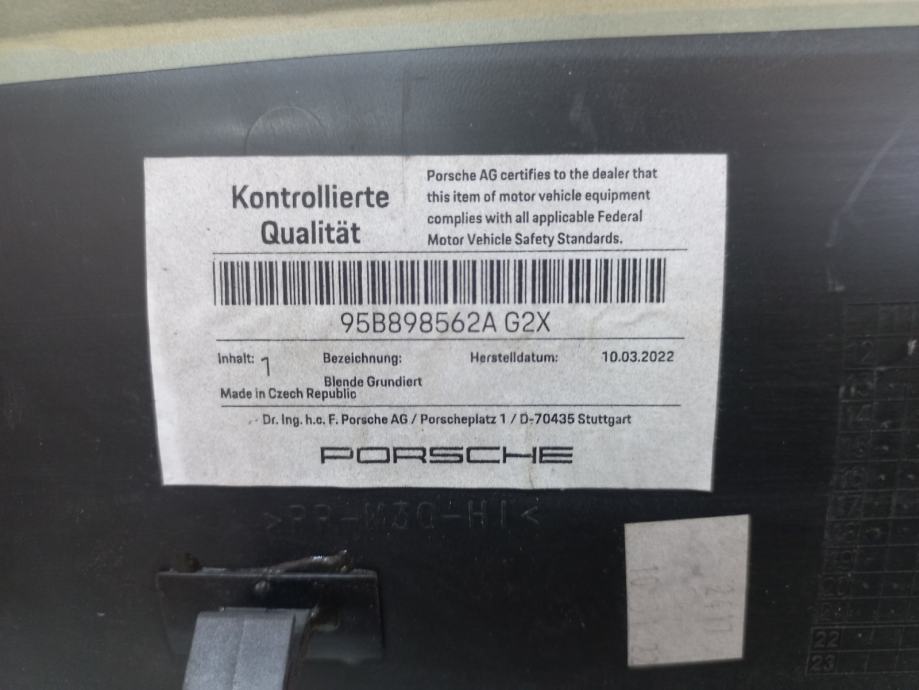 Kontrollierte
Qualität
Porsche AG certifies to the dealer that
this item of motor vehicle equipment
complies with all applicable Federal
Motor Vehicle Safety Standards.
95B898562A G2X
Inhalt: 1 Bezeichnung: Herstelldatum: 10.03.2022
Blende Grundiert
Made in Czech Republic
Dr. Ing. h.c. F. Porsche AG / Porscheplatz 1 / D-70435 Stuttgart
PORSCHE
22
23